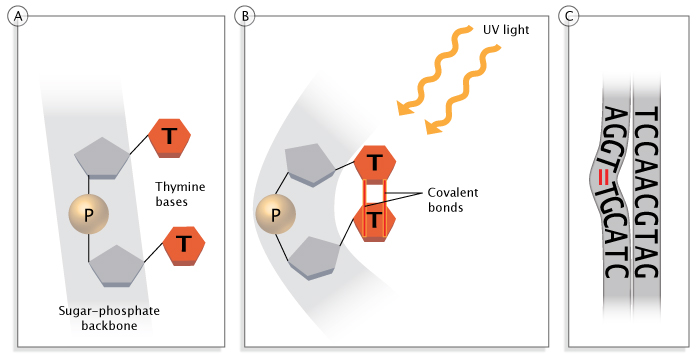 A
T
Thymine
bases
P
T
Sugar–phosphate
backbone
B
UV light
T
P
T
Covalent
bonds
C
TCCAACGTAG
AGGTTGCATC